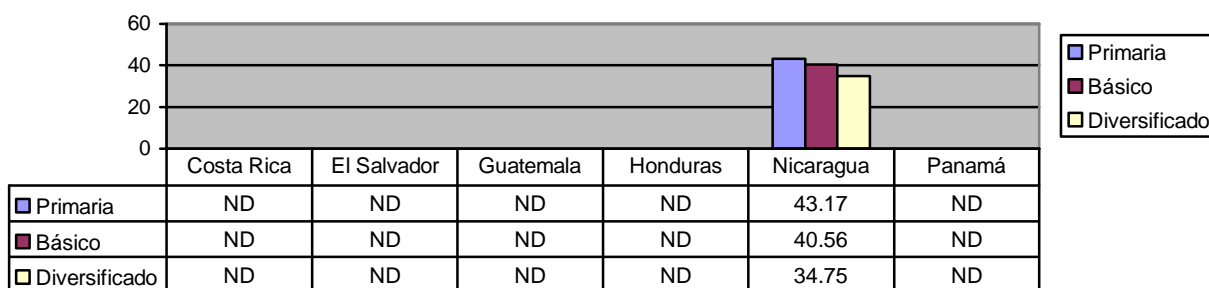 60
40
20
0
Costa Rica El Salvador Guatemala Honduras Nicaragua Panamá
Primaria ND ND ND ND 43.17 ND
Básico ND ND ND ND 40.56 ND
Diversificado ND ND ND ND 34.75 ND
Primaria
Básico
Diversificado